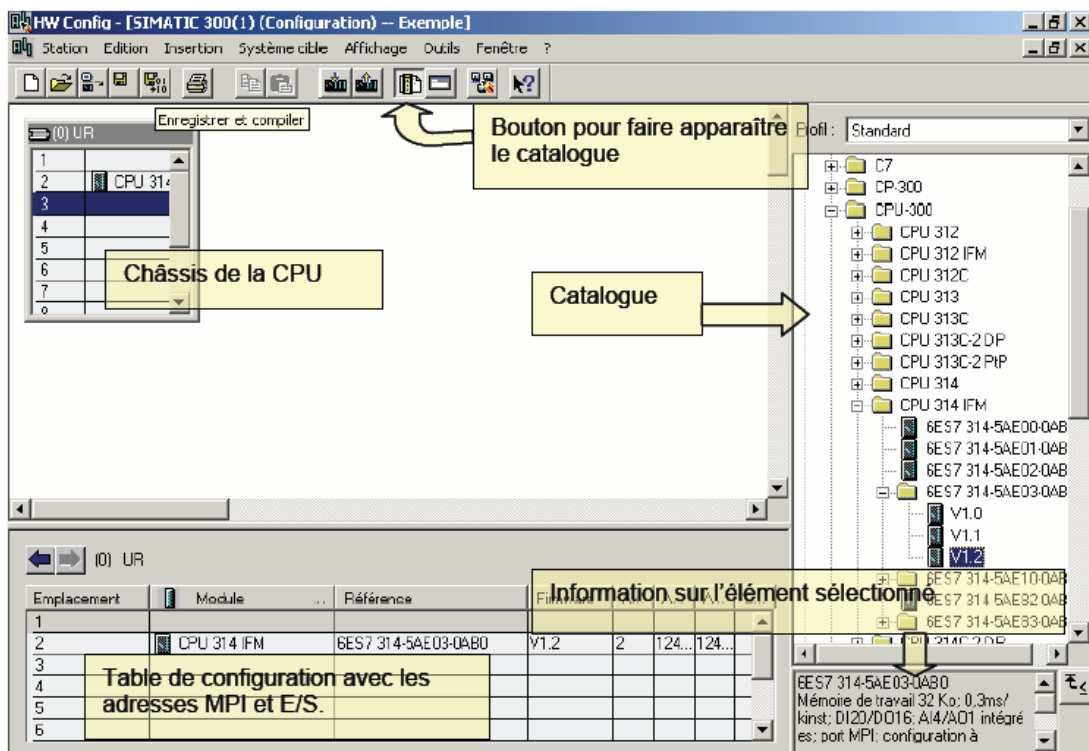 HW Config - [SIMATIC 300(1) (Configuration) -- Exemple]
Station Edition Insertion Système cible Affichage Outils Fenêtre ?
Enregistrer et compiler
Bouton pour faire apparaître
le catalogue
Profil : Standard
(0) UR
1
2 CPU 314
3
4
5
6
7
Châssis de la CPU
Catalogue
C7
CP-300
CPU-300
CPU 312
CPU 312 IFM
CPU 312C
CPU 313
CPU 313C
CPU 313C-2 DP
CPU 313C-2 PtP
CPU 314
CPU 314 IFM
6ES7 314-5AE00-0AB
6ES7 314-5AE01-0AB
6ES7 314-5AE02-0AB
6ES7 314-5AE03-0AB
V1.0
V1.1
V1.2
6ES7 314-5AE10-0AB
6ES7 314-5AE82-0AB
6ES7 314-5AE83-0AB
CPU 314C-2 DP
(0) UR
Information sur l'élément sélectionné
Emplacement Module ... Référence Firmware
1
2 CPU 314 IFM 6ES7 314-5AE03-0AB0 V1.2 2 124... 124...
3
4
5
6
Table de configuration avec les
adresses MPI et E/S.
6ES7 314-5AE03-0AB0
Mémoire de travail 32 Ko; 0,3ms/
kinst; DI20/DO16; AI4/AO1 intégré
es; port MPI; configuration à